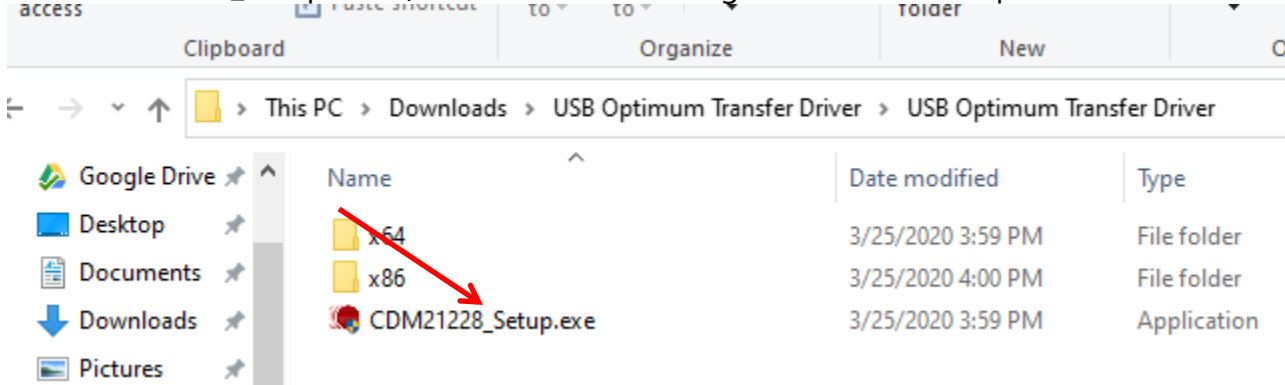 access Paste shortcut to to folder
Clipboard Organize New
This PC > Downloads > USB Optimum Transfer Driver > USB Optimum Transfer Driver
Google Drive Name Date modified Type
Desktop x64 3/25/2020 3:59 PM File folder
Documents x86 3/25/2020 4:00 PM File folder
Downloads CDM21228_Setup.exe 3/25/2020 3:59 PM Application
Pictures